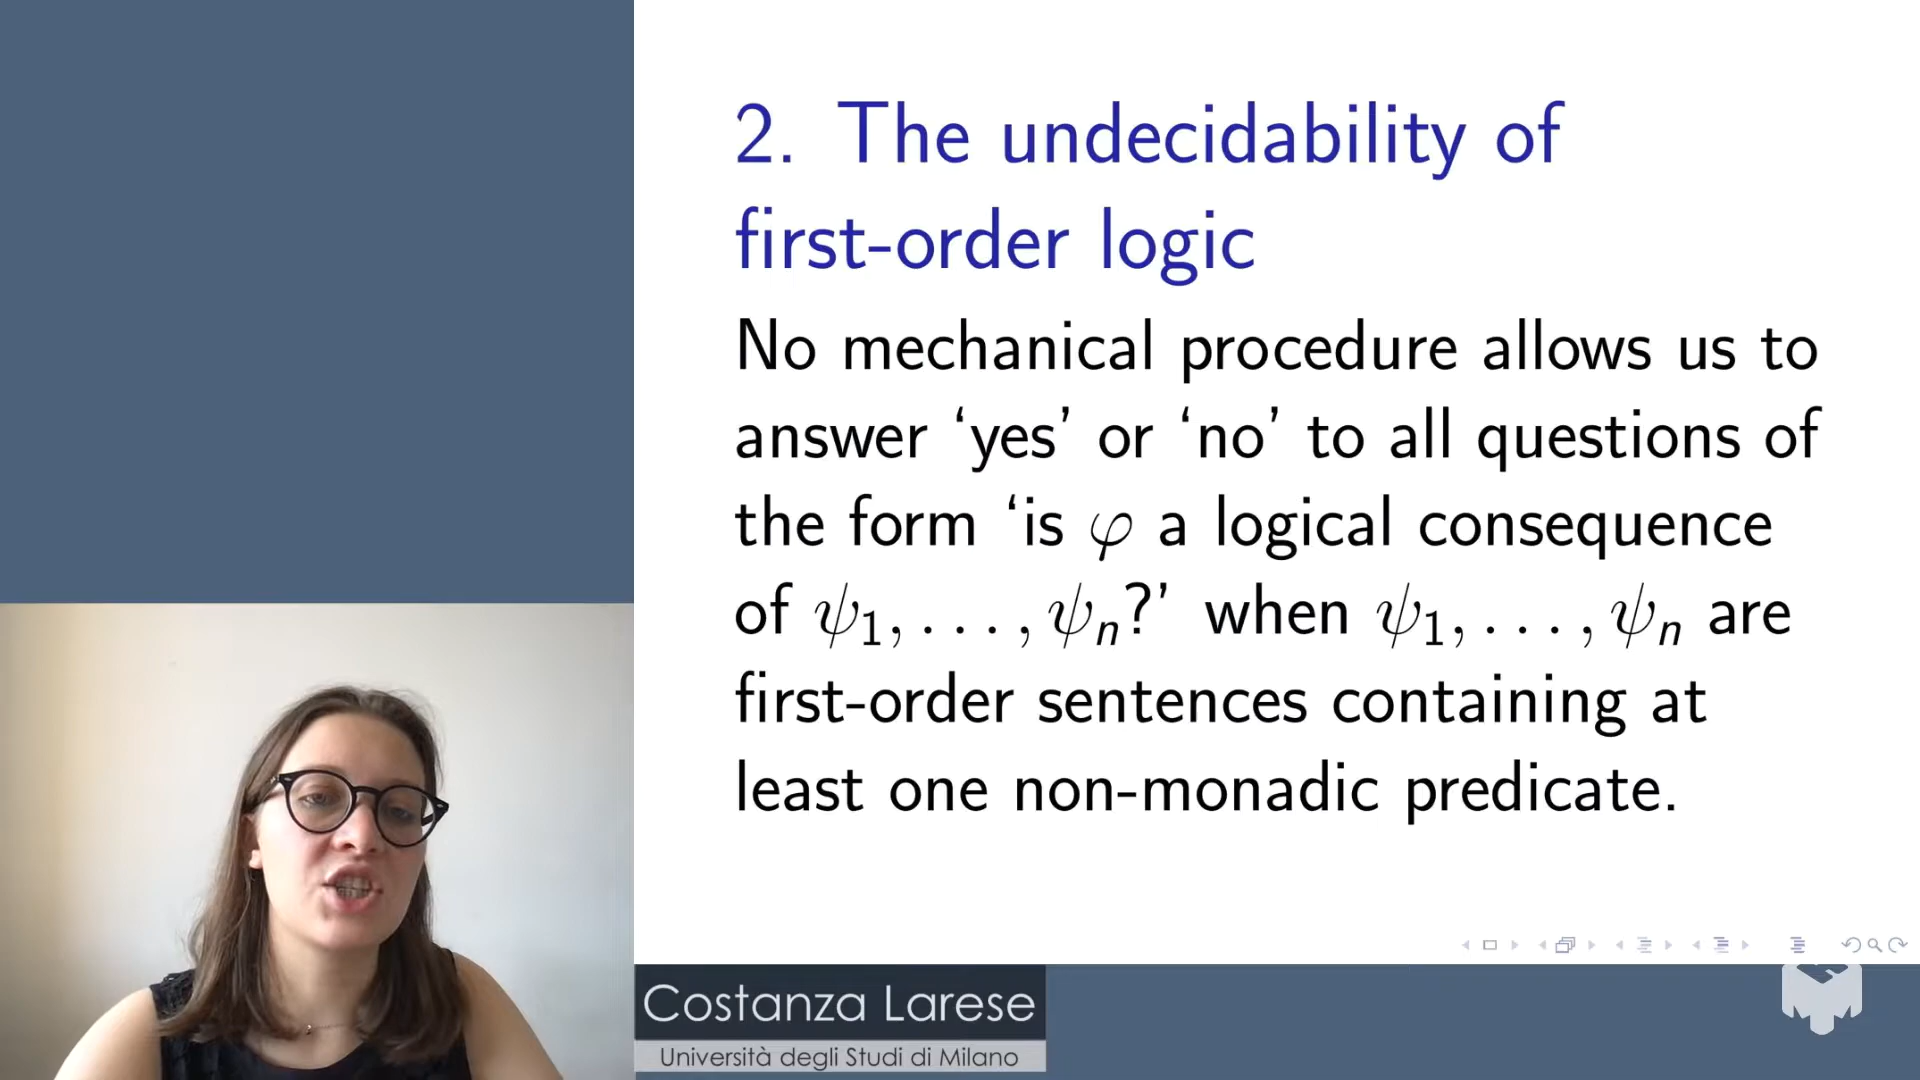 2. The undecidability of
first-order logic
No mechanical procedure allows us to
answer ‘yes’ or ‘no’ to all questions of
the form ‘is φ a logical consequence
of ψ₁, . . . , ψₙ?’ when ψ₁, . . . , ψₙ are
first-order sentences containing at
least one non-monadic predicate.
Costanza Larese
Università degli Studi di Milano